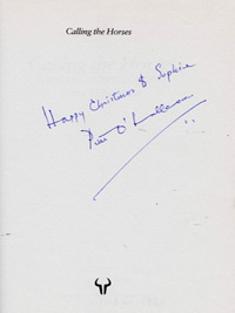 Calling the Horses
Happy Christmas & Sophie
Peter O'Sullevan